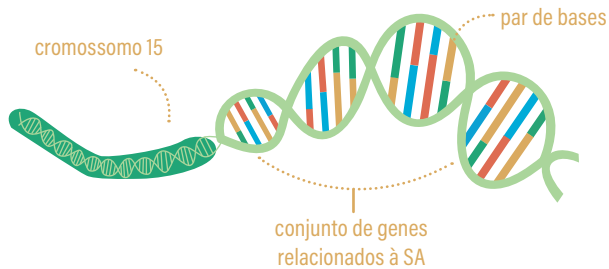 par de bases
cromossomo 15
conjunto de genes
relacionados à SA